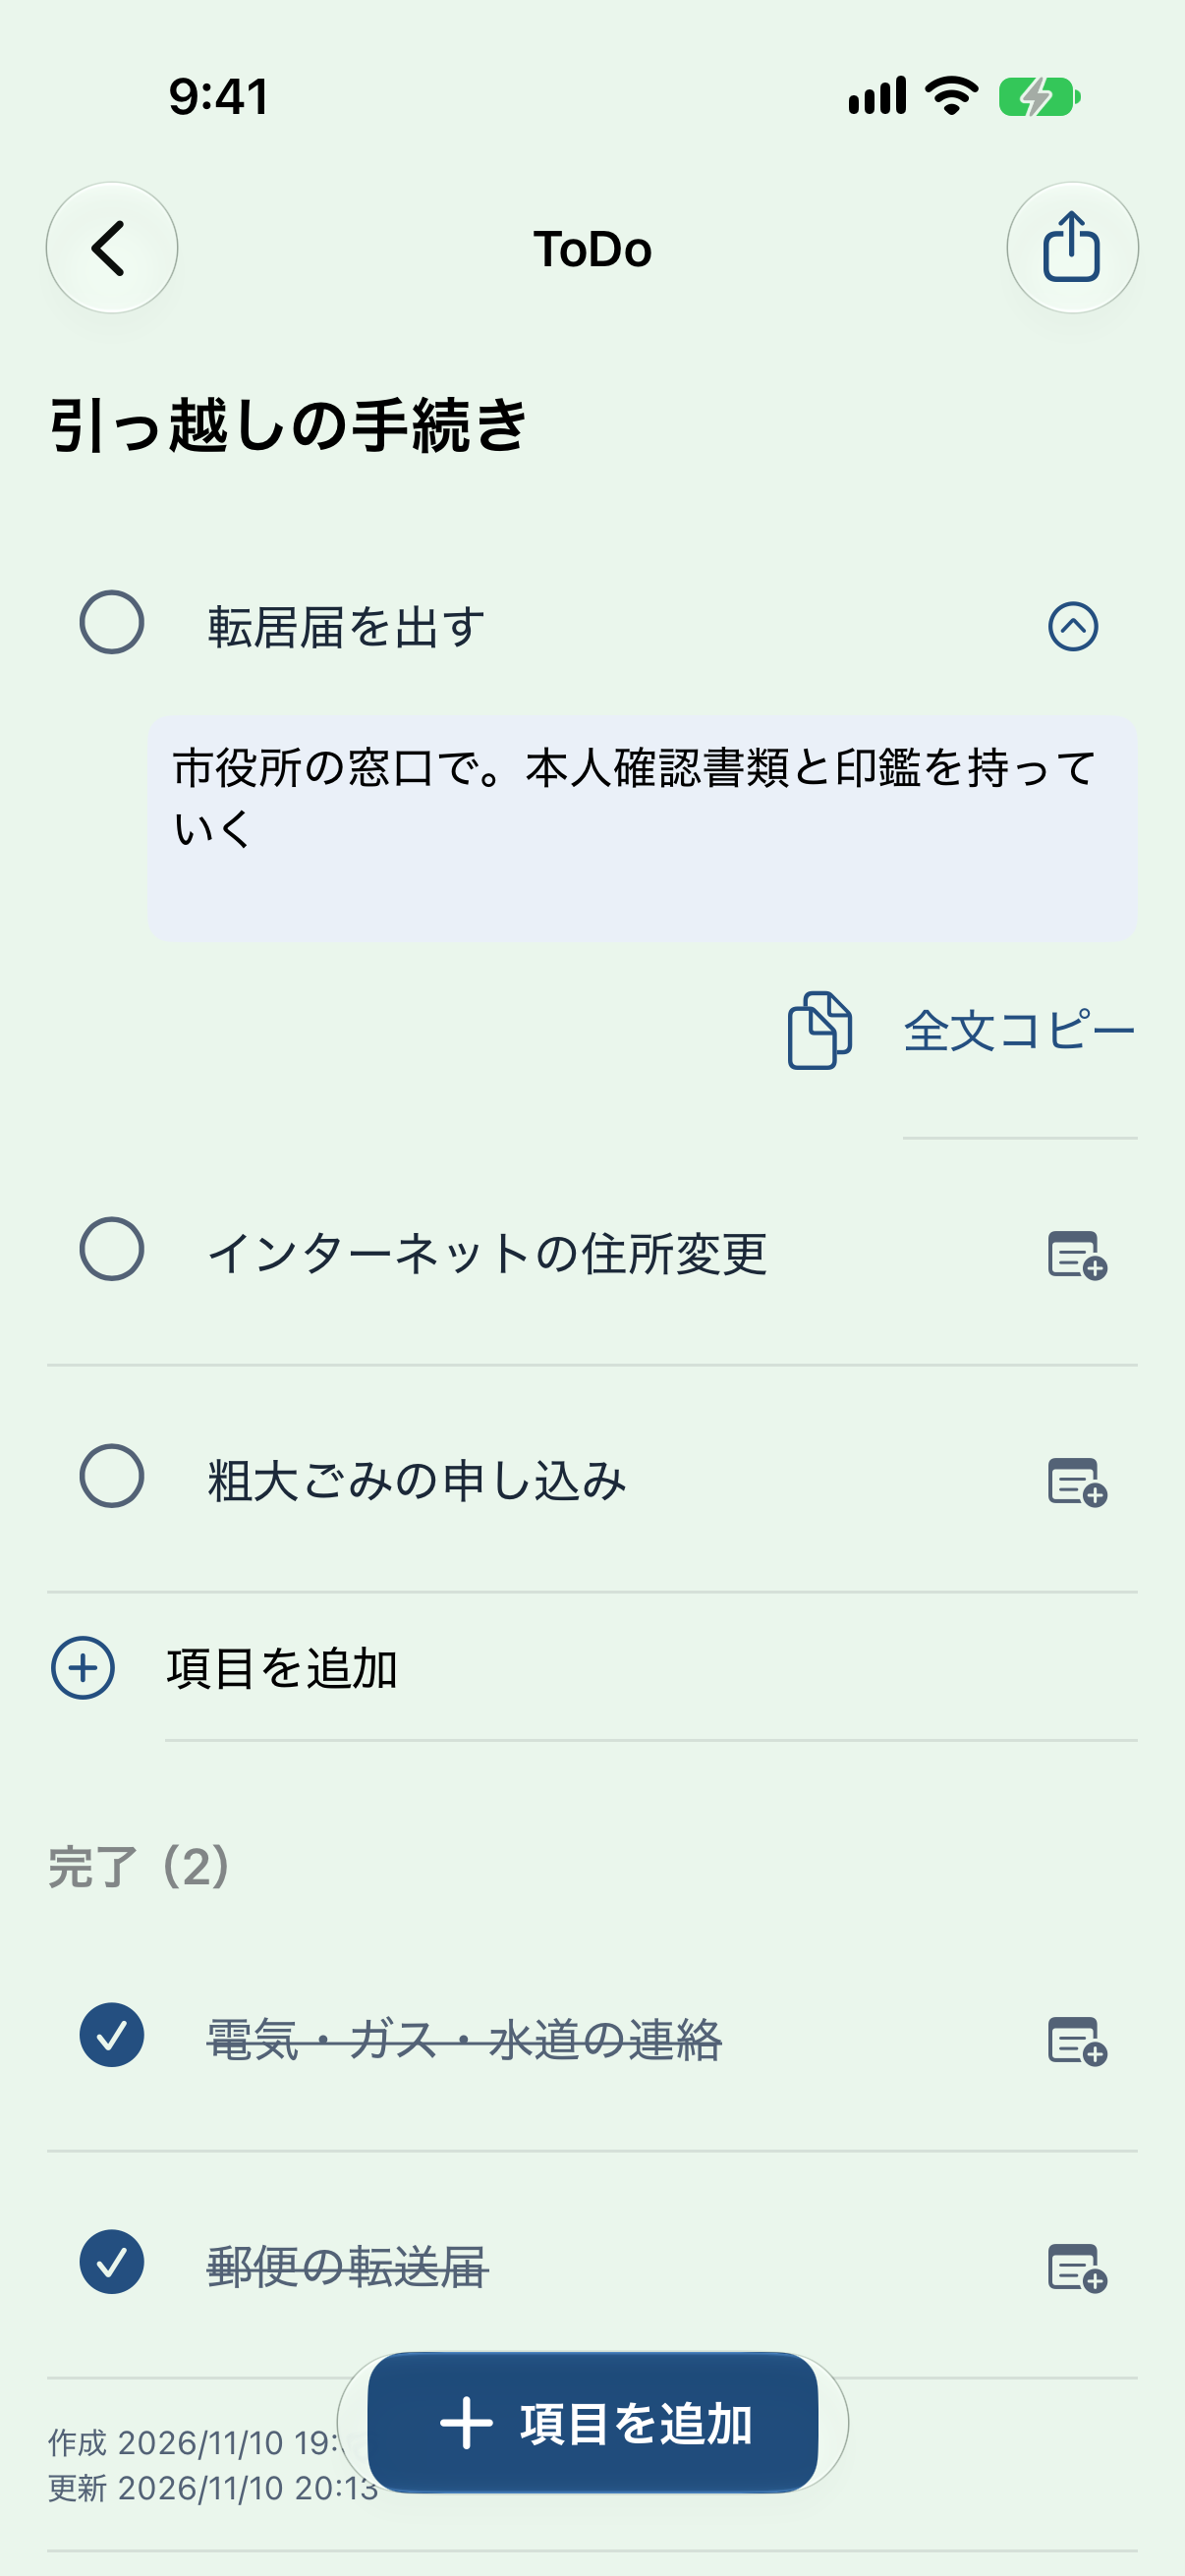 9:41
ToDo
引っ越しの手続き
転居届を出す
市役所の窓口で。本人確認書類と印鑑を持って
いく
全文コピー
インターネットの住所変更
粗大ごみの申し込み
項目を追加
完了 (2)
電気・ガス・水道の連絡
郵便の転送届
項目を追加
作成 2026/11/10 19:
更新 2026/11/10 20:13